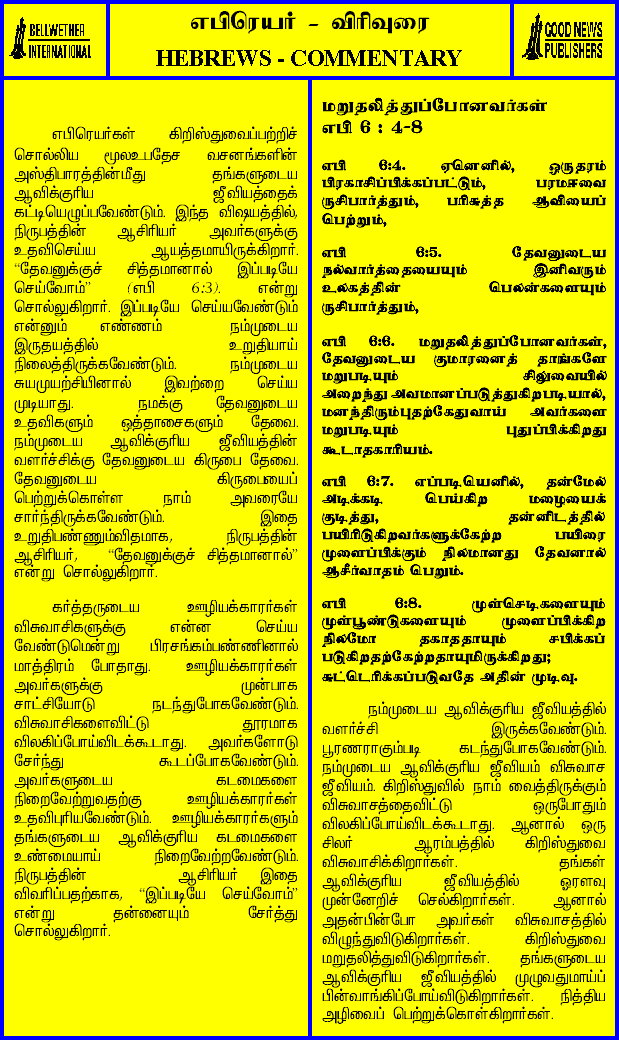 BELLWETHER
INTERNATIONAL
எபிரெயர் - விரிவுரை
HEBREWS - COMMENTARY
GOOD NEWS
PUBLISHERS
எபிரெயர்கள் கிறிஸ்துவைப்பற்றிச்
சொல்லிய மூலஉபதேச வசனங்களின்
அஸ்திபாரத்தின்மீது தங்களுடைய
ஆவிக்குரிய ஜீவியத்தைக்
கட்டியெழுப்பவேண்டும். இந்த விஷயத்தில்,
நிருபத்தின் ஆசிரியர் அவர்களுக்கு
உதவிசெய்ய ஆயத்தமாயிருக்கிறார்.
“தேவனுக்குச் சித்தமானால் இப்படியே
செய்வோம்” (எபி 6:3). என்று
சொல்லுகிறார். இப்படியே செய்யவேண்டும்
என்னும் எண்ணம் நம்முடைய
இருதயத்தில் உறுதியாய்
நிலைத்திருக்கவேண்டும். நம்முடைய
சுயமுயற்சியினால் இவற்றை செய்ய
முடியாது. நமக்கு தேவனுடைய
உதவிகளும் ஒத்தாசைகளும் தேவை.
நம்முடைய ஆவிக்குரிய ஜீவியத்தின்
வளர்ச்சிக்கு தேவனுடைய கிருபை தேவை.
தேவனுடைய கிருபையைப்
பெற்றுக்கொள்ள நாம் அவரையே
சார்ந்திருக்கவேண்டும். இதை
உறுதிபண்ணும்விதமாக, நிருபத்தின்
ஆசிரியர், “தேவனுக்குச் சித்தமானால்”
என்று சொல்லுகிறார்.
கர்த்தருடைய ஊழியக்காரர்கள்
விசுவாசிகளுக்கு என்ன செய்ய
வேண்டுமென்று பிரசங்கம்பண்ணினால்
மாத்திரம் போதாது. ஊழியக்காரர்கள்
அவர்களுக்கு முன்பாக
சாட்சியோடு நடந்துபோகவேண்டும்.
விசுவாசிகளைவிட்டு தூரமாக
விலகிப்போய்விடக்கூடாது. அவர்களோடு
சேர்ந்து கூடப்போகவேண்டும்.
அவர்களுடைய கடமைகளை
நிறைவேற்றுவதற்கு ஊழியக்காரர்கள்
உதவிபுரியவேண்டும். ஊழியக்காரர்களும்
தங்களுடைய ஆவிக்குரிய கடமைகளை
உண்மையாய் நிறைவேற்றவேண்டும்.
நிருபத்தின் ஆசிரியர் இதை
விவரிப்பதற்காக, “இப்படியே செய்வோம்”
என்று தன்னையும் சேர்த்து
சொல்லுகிறார்.
மறுதலித்துப்போனவர்கள்
எபி 6 : 4-8
எபி 6:4. ஏனெனில், ஒருதரம்
பிரகாசிப்பிக்கப்பட்டும், பரமஈவை
ருசிபார்த்தும், பரிசுத்த ஆவியைப்
பெற்றும்,
எபி 6:5. தேவனுடைய
நல்வார்த்தையையும் இனிவரும்
உலகத்தின் பெலன்களையும்
ருசிபார்த்தும்,
எபி 6:6. மறுதலித்துப்போனவர்கள்,
தேவனுடைய குமாரனைத் தாங்களே
மறுபடியும் சிலுவையில்
அறைந்து அவமானப்படுத்துகிறபடியால்,
மனந்திரும்புதற்கேதுவாய் அவர்களை
மறுபடியும் புதுப்பிக்கிறது
கூடாதகாரியம்.
எபி 6:7. எப்படியெனில், தன்மேல்
அடிக்கடி பெய்கிற மழையைக்
குடித்து, தன்னிடத்தில்
பயிரிடுகிறவர்களுக்கேற்ற பயிரை
முளைப்பிக்கும் நிலமானது தேவனால்
ஆசீர்வாதம் பெறும்.
எபி 6:8. முள்செடிகளையும்
முள்பூண்டுகளையும் முளைப்பிக்கிற
நிலமோ தகாததாயும் சபிக்கப்
படுகிறதற்கேற்றதாயுமிருக்கிறது;
சுட்டெரிக்கப்படுவதே அதின் முடிவு.
நம்முடைய ஆவிக்குரிய ஜீவியத்தில்
வளர்ச்சி இருக்கவேண்டும்.
பூரணராகும்படி கடந்துபோகவேண்டும்.
நம்முடைய ஆவிக்குரிய ஜீவியம் விசுவாச
ஜீவியம். கிறிஸ்துவில் நாம் வைத்திருக்கும்
விசுவாசத்தைவிட்டு ஒருபோதும்
விலகிப்போய்விடக்கூடாது. ஆனால் ஒரு
சிலர் ஆரம்பத்தில் கிறிஸ்துவை
விசுவாசிக்கிறார்கள். தங்கள்
ஆவிக்குரிய ஜீவியத்தில் ஓரளவு
முன்னேறிச் செல்கிறார்கள். ஆனால்
அதன்பின்போ அவர்கள் விசுவாசத்தில்
விழுந்துவிடுகிறார்கள். கிறிஸ்துவை
மறுதலித்துவிடுகிறார்கள். தங்களுடைய
ஆவிக்குரிய ஜீவியத்தில் முழுவதுமாய்ப்
பின்வாங்கிப்போய்விடுகிறார்கள். நித்திய
அழிவைப் பெற்றுக்கொள்கிறார்கள்.